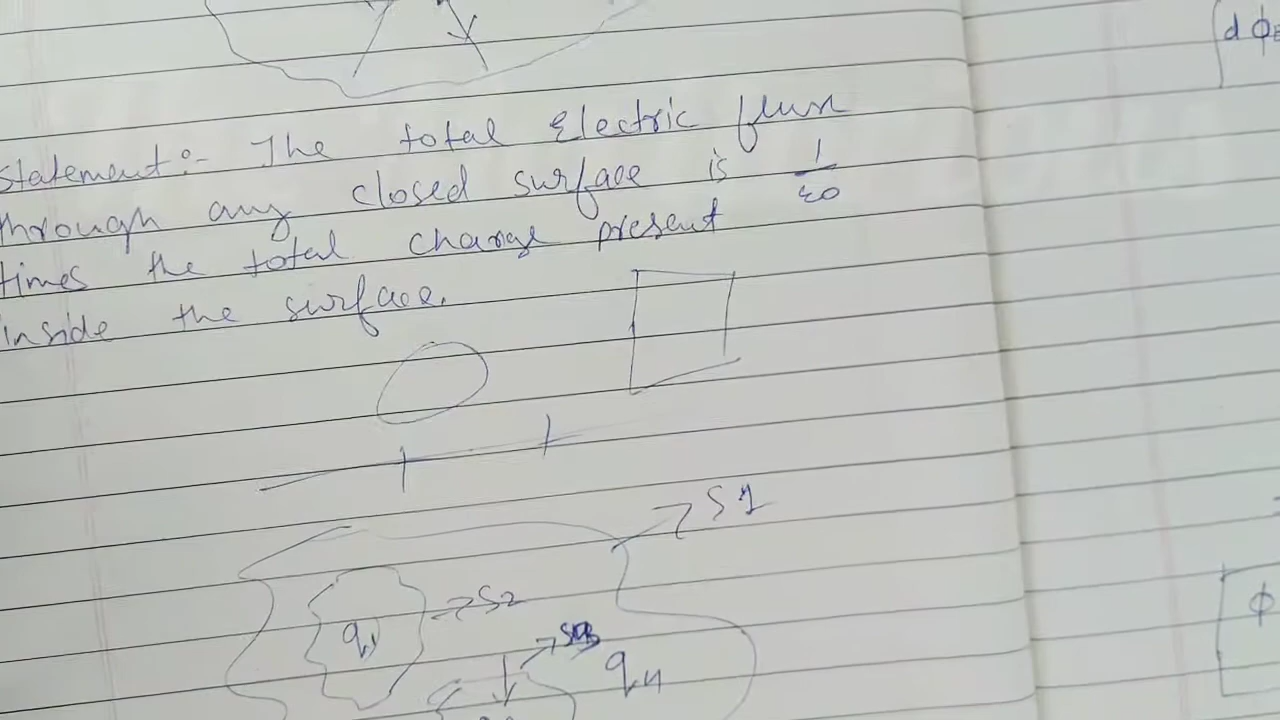 dΦE
Statement:- The total Electric flux
through any closed surface is 1/ε0
times the total charge present
inside the surface.
S1
S2
q1
q4
Φ